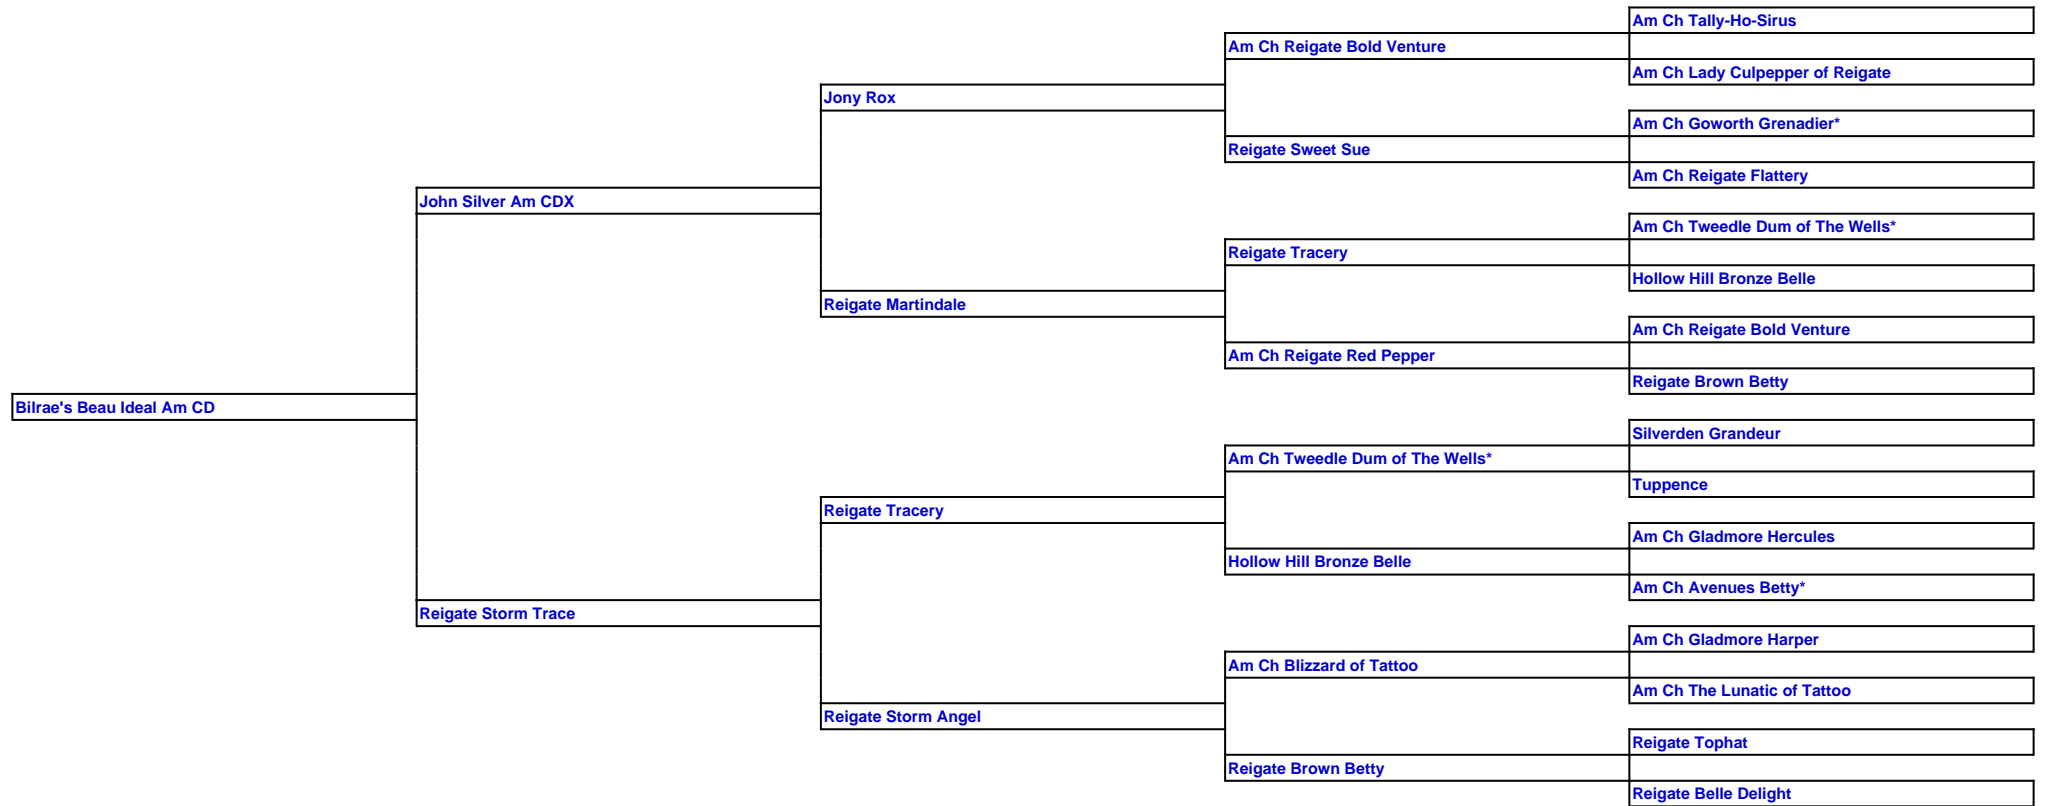 Am Ch Tally-Ho-Sirus
Am Ch Reigate Bold Venture
Am Ch Lady Culpepper of Reigate
Jony Rox
Am Ch Goworth Grenadier*
Reigate Sweet Sue
Am Ch Reigate Flattery
John Silver Am CDX
Am Ch Tweedle Dum of The Wells*
Reigate Tracery
Hollow Hill Bronze Belle
Reigate Martindale
Am Ch Reigate Bold Venture
Am Ch Reigate Red Pepper
Reigate Brown Betty
Bilrae's Beau Ideal Am CD
Silverden Grandeur
Am Ch Tweedle Dum of The Wells*
Tuppence
Reigate Tracery
Am Ch Gladmore Hercules
Hollow Hill Bronze Belle
Am Ch Avenues Betty*
Reigate Storm Trace
Am Ch Gladmore Harper
Am Ch Blizzard of Tattoo
Am Ch The Lunatic of Tattoo
Reigate Storm Angel
Reigate Tophat
Reigate Brown Betty
Reigate Belle Delight